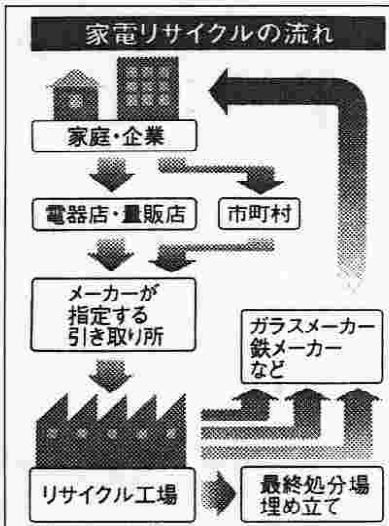 家電リサイクルの流れ
家庭・企業
電器店・量販店
市町村
メーカーが
指定する
引き取り所
ガラスメーカー
鉄メーカー
など
リサイクル工場
最終処分場
埋め立て